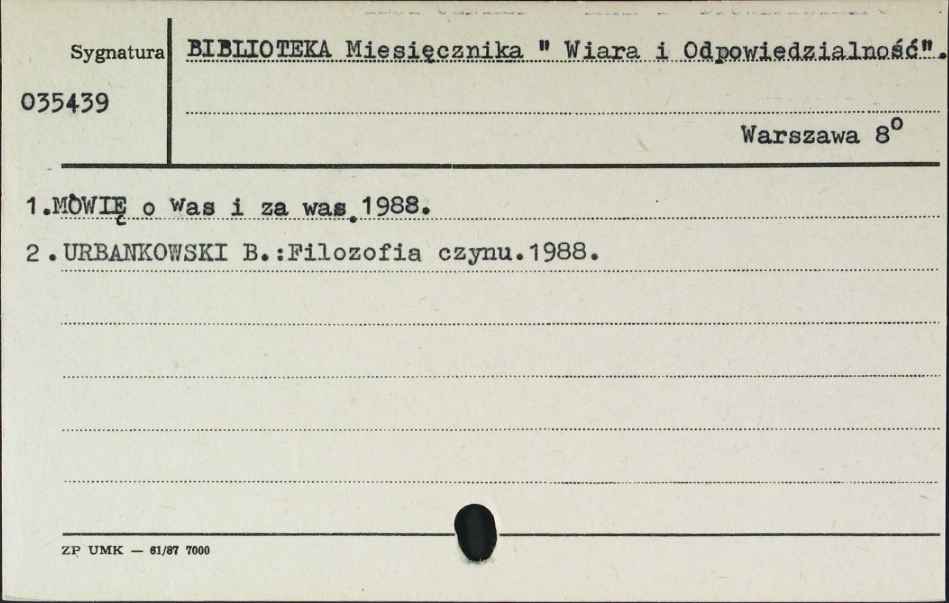 Sygnatura
BIBLIOTEKA Miesięcznika " Wiara i Odpowiedzialność".
035439
Warszawa 8º
1.MÓWIĘ o Was i za was.1988.
2.URBANKOWSKI B.:Filozofia czynu.1988.
ZP UMK — 61/87 7000